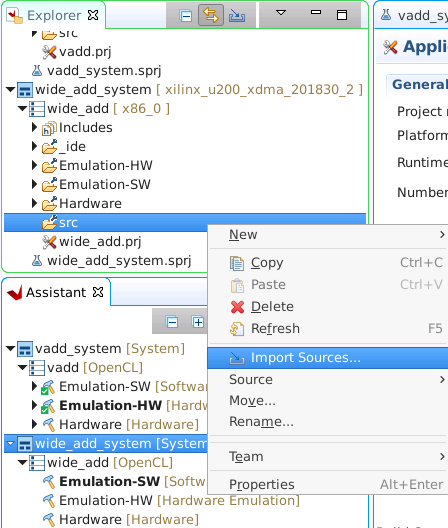 Explorer
src
vadd.prj
vadd_system.sprj
wide_add_system [ xilinx_u200_xdma_201830_2 ]
wide_add [ x86_0 ]
Includes
_ide
Emulation-HW
Emulation-SW
Hardware
src
wide_add.prj
wide_add_system.sprj
vadd_sy
Applic
General
Project n
Platform
Runtime
Number
New
Copy Ctrl+C
Paste Ctrl+V
Delete
Refresh F5
Import Sources...
Source
Move...
Rename...
Team
Properties Alt+Enter
Assistant
vadd_system [System]
vadd [OpenCL]
Emulation-SW [Softwa
Emulation-HW [Hardw
Hardware [Hardware]
wide_add_system [System
wide_add [OpenCL]
Emulation-SW [Softw
Emulation-HW [Hardware Emulation]
Hardware [Hardware]